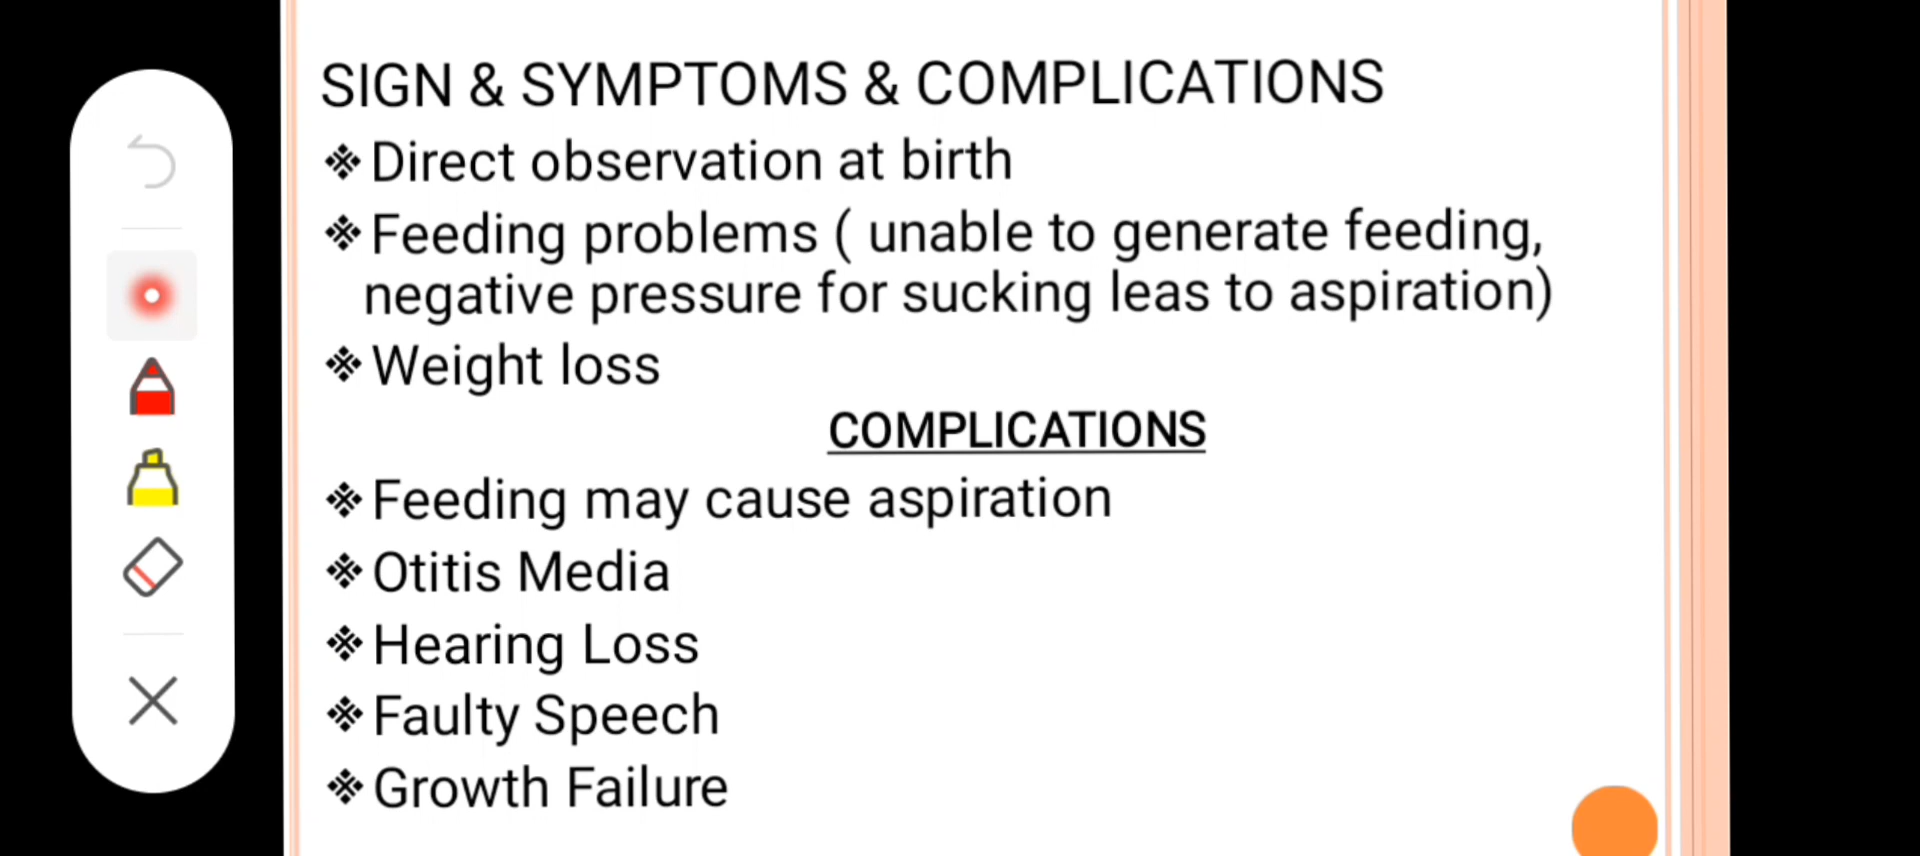 SIGN & SYMPTOMS & COMPLICATIONS
❖ Direct observation at birth
❖ Feeding problems ( unable to generate feeding,
negative pressure for sucking leas to aspiration)
❖ Weight loss
COMPLICATIONS
❖ Feeding may cause aspiration
❖ Otitis Media
❖ Hearing Loss
❖ Faulty Speech
❖ Growth Failure